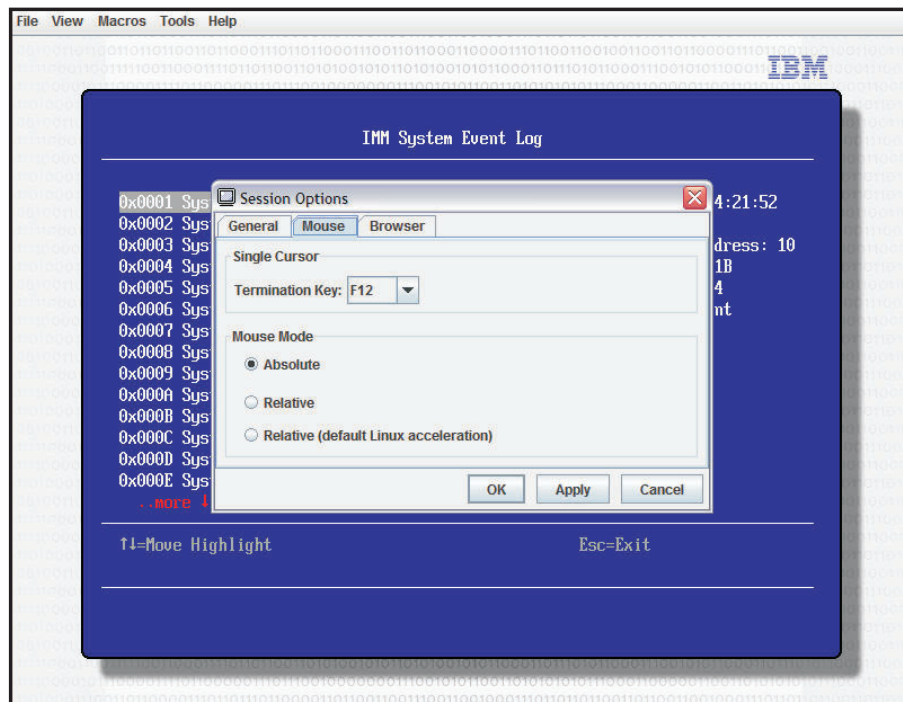 File View Macros Tools Help
IBM
IMM System Event Log
Session Options
0x0001 Sys 4:21:52
General Mouse Browser
0x0002 Sys
0x0003 Sys dress: 10
Single Cursor
0x0004 Sys 1B
Termination Key: F12
0x0005 Sys 4
0x0006 Sys nt
Mouse Mode
0x0007 Sys
0x0008 Sys
Absolute
0x0009 Sys
0x000A Sys
Relative
0x000B Sys
0x000C Sys
Relative (default Linux acceleration)
0x000D Sys
0x000E Sys
OK Apply Cancel
..more ↓
↑↓=Move Highlight Esc=Exit